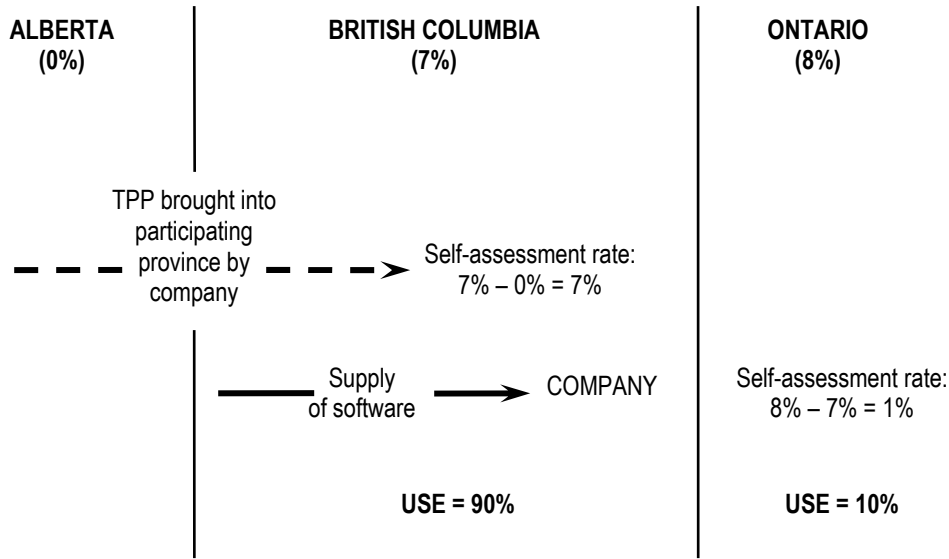 ALBERTA
(0%)
BRITISH COLUMBIA
(7%)
ONTARIO
(8%)
TPP brought into
participating
province by
company
Self-assessment rate:
7% – 0% = 7%
Supply
of software
COMPANY
Self-assessment rate:
8% – 7% = 1%
USE = 90%
USE = 10%